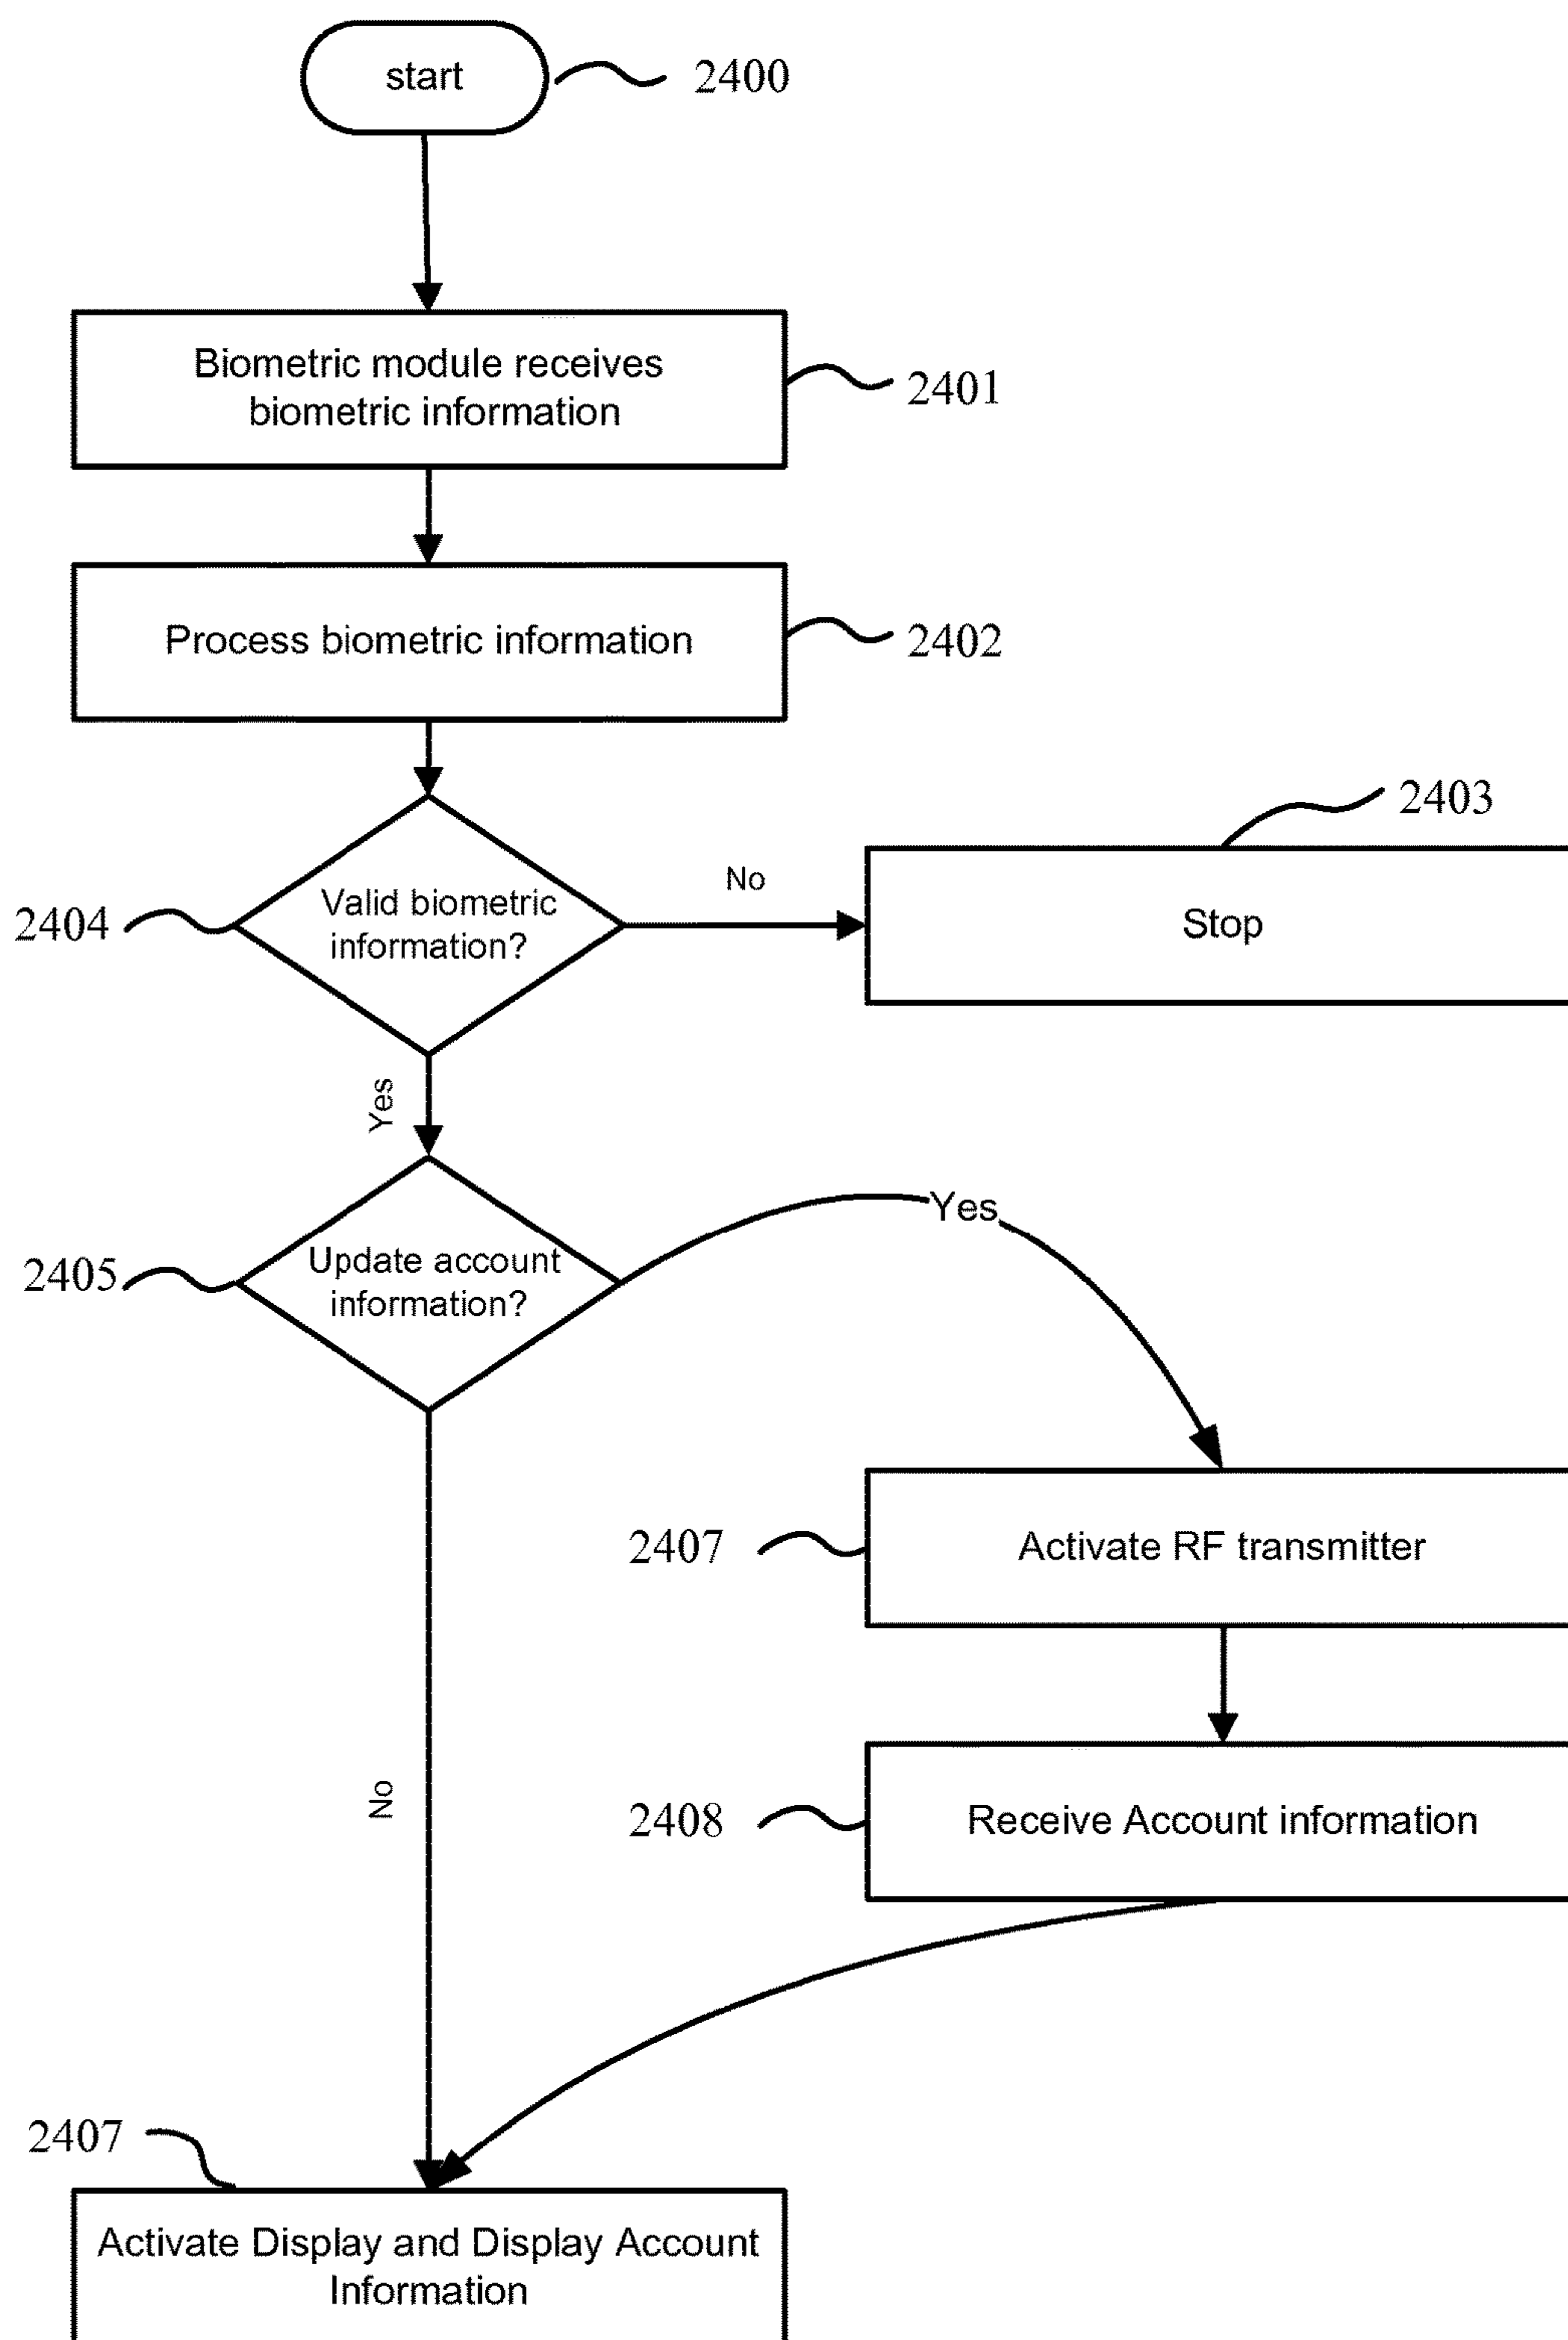 start
2400
Biometric module receives
biometric information
2401
Process biometric information
2402
2403
2404
Valid biometric
information?
No
Stop
Yes
Yes
2405
Update account
information?
2407
Activate RF transmitter
No
2408
Receive Account information
2407
Activate Display and Display Account
Information